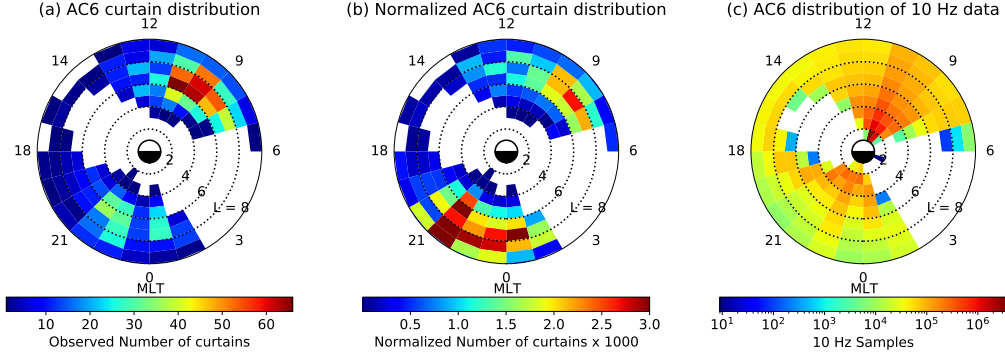 (a) AC6 curtain distribution
12
14
9
18
2
4
6
6
L = 8
21
3
0
MLT
10 20 30 40 50 60
Observed Number of curtains
(b) Normalized AC6 curtain distribution
12
14
9
18
2
4
6
6
L = 8
21
3
0
MLT
0.5 1.0 1.5 2.0 2.5 3.0
Normalized Number of curtains x 1000
(c) AC6 distribution of 10 Hz data
12
14
9
18
2
4
6
6
L = 8
21
3
0
MLT
10¹ 10² 10³ 10⁴ 10⁵ 10⁶
10 Hz Samples